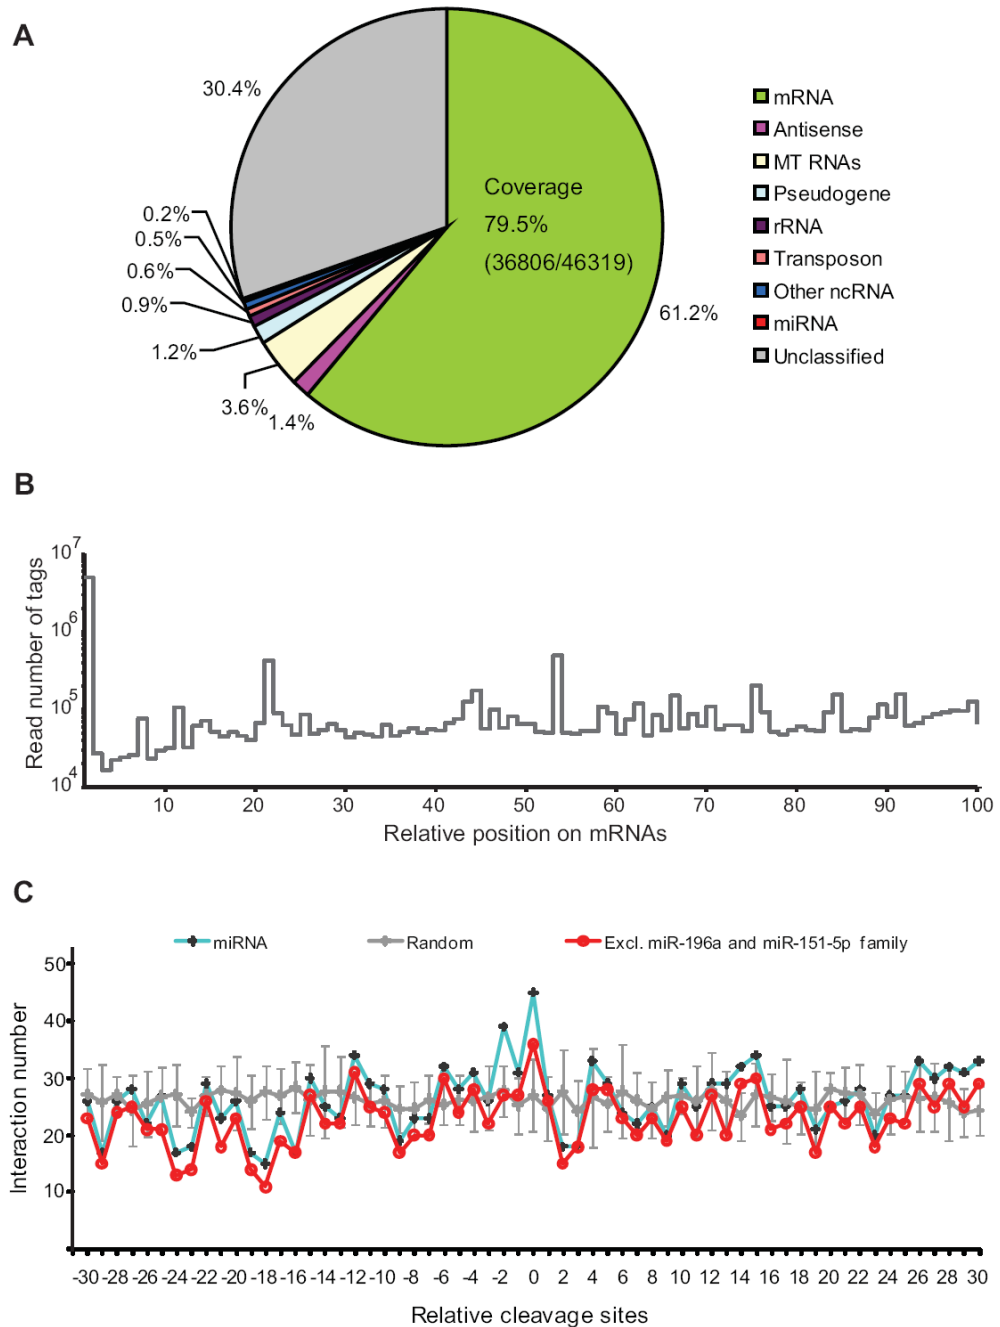 A
30.4%
0.2%
0.5%
0.6%
0.9%
1.2%
3.6%
1.4%
61.2%
Coverage
79.5%
(36806/46319)
mRNA
Antisense
MT RNAs
Pseudogene
rRNA
Transposon
Other ncRNA
miRNA
Unclassified
B
Read number of tags
10^7
10^6
10^5
10^4
10 20 30 40 50 60 70 80 90 100
Relative position on mRNAs
C
miRNA Random Excl. miR-196a and miR-151-5p family
Interaction number
50
40
30
20
10
-30 -28 -26 -24 -22 -20 -18 -16 -14 -12 -10 -8 -6 -4 -2 0 2 4 6 8 10 12 14 16 18 20 22 24 26 28 30
Relative cleavage sites